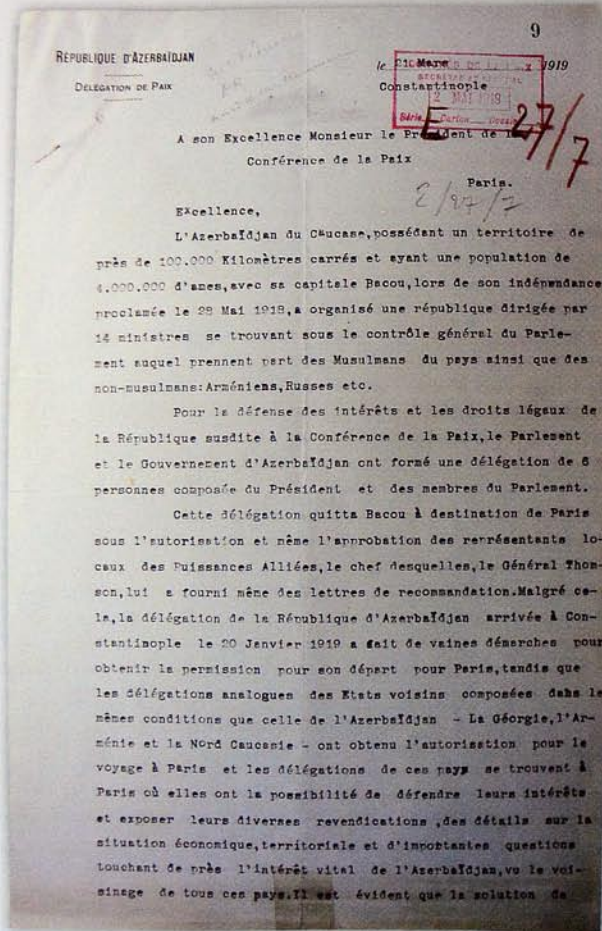 9
RÉPUBLIQUE D'AZERBAÏDJAN
DÉLÉGATION DE PAIX
le 21 Mars 1919
Constantinople
SECRÉTARIAT GÉNÉRAL
2 MAI 1919
Série E Carton Dossier
27/7
A son Excellence Monsieur le Président de la
Conférence de la Paix
Paris.
E/27/7
Excellence,
L'Azerbaïdjan du Caucase,possédant un territoire de
près de 100.000 Kilomètres carrés et ayant une population de
4.000.000 d'ames,avec sa capitale Bacou,lors de son indépendance
proclamée le 28 Mai 1918,a organisé une république dirigée par
14 ministres se trouvant sous le contrôle général du Parle-
ment auquel prennent part des Musulmans du pays ainsi que des
non-musulmans:Arméniens,Russes etc.
Pour la défense des intérêts et les droits légaux de
la République susdite à la Conférence de la Paix,le Parlement
et le Gouvernement d'Azerbaïdjan ont formé une délégation de 6
personnes composée du Président et des membres du Parlement.
Cette délégation quitta Bacou à destination de Paris
sous l'autorisation et même l'approbation des représentants lo-
caux des Puissances Alliées,le chef desquelles,le Général Thom-
son,lui a fourni même des lettres de recommandation.Malgré ce-
la,la délégation de la République d'Azerbaïdjan arrivée à Con-
stantinople le 20 Janvier 1919 a fait de vaines démarches pour
obtenir la permission pour son départ pour Paris,tandis que
les délégations analogues des Etats voisins composées dans le
mêmes conditions que celle de l'Azerbaïdjan - La Géorgie,l'Ar-
ménie et la Nord Caucasie - ont obtenu l'autorisation pour le
voyage à Paris et les délégations de ces pays se trouvent à
Paris où elles ont la possibilité de défendre leurs intérêts
et exposer leurs diverses revendications ,des détails sur la
situation économique,territoriale et d'importantes questions
touchant de près l'intérêt vital de l'Azerbaïdjan,vu le voi-
sinage de tous ces pays.Il est évident que la solution de